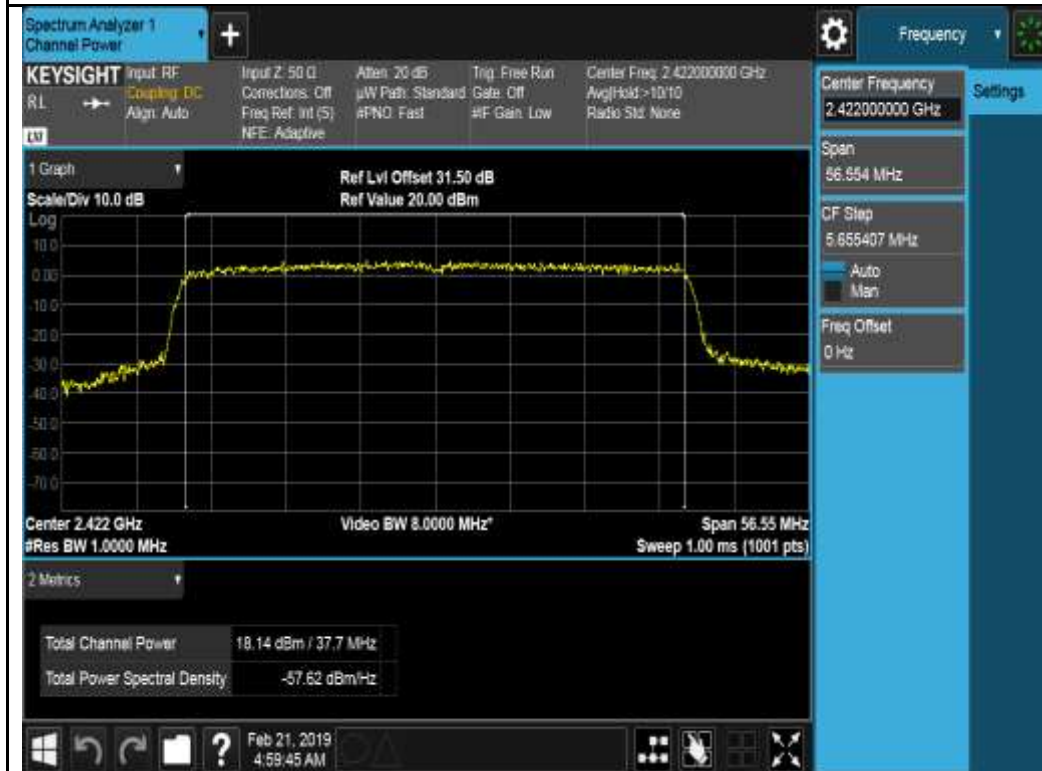 Spectrum Analyzer 1
Channel Power
Frequency
KEYSIGHT
Input: RF
Coupling: DC
Align: Auto
RL
LXI
Input Z: 50 Ω
Corrections: Off
Freq Ref: Int (S)
NFE: Adaptive
Atten: 20 dB
µW Path: Standard
#PNO: Fast
Trig: Free Run
Gate: Off
#IF Gain: Low
Center Freq: 2.422000000 GHz
Avg|Hold:>10/10
Radio Std: None
Center Frequency
2.422000000 GHz
Settings
Span
56.554 MHz
CF Step
5.655407 MHz
Auto
Man
Freq Offset
0 Hz
1 Graph
Scale/Div 10.0 dB
Ref Lvl Offset 31.50 dB
Ref Value 20.00 dBm
Log
10.0
0.00
-10.0
-20.0
-30.0
-40.0
-50.0
-60.0
-70.0
Center 2.422 GHz
#Res BW 1.0000 MHz
Video BW 8.0000 MHz*
Span 56.55 MHz
Sweep 1.00 ms (1001 pts)
2 Metrics
Total Channel Power 18.14 dBm / 37.7 MHz
Total Power Spectral Density -57.62 dBm/Hz
?
Feb 21, 2019
4:59:45 AM